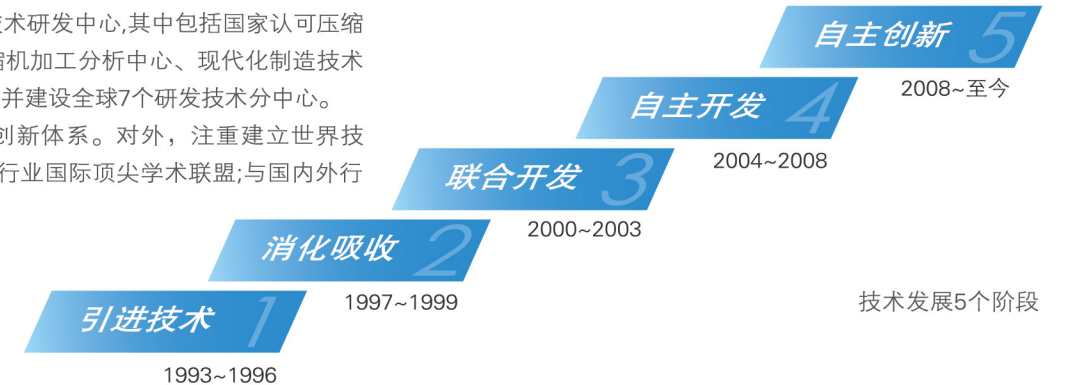 技术研发中心,其中包括国家认可压缩
缩机加工分析中心、现代化制造技术
并建设全球7个研发技术分中心。
创新体系。对外，注重建立世界技
行业国际顶尖学术联盟;与国内外行
自主创新 5
2008~至今
自主开发 4
2004~2008
联合开发 3
2000~2003
消化吸收 2
1997~1999
引进技术 1
1993~1996
技术发展5个阶段